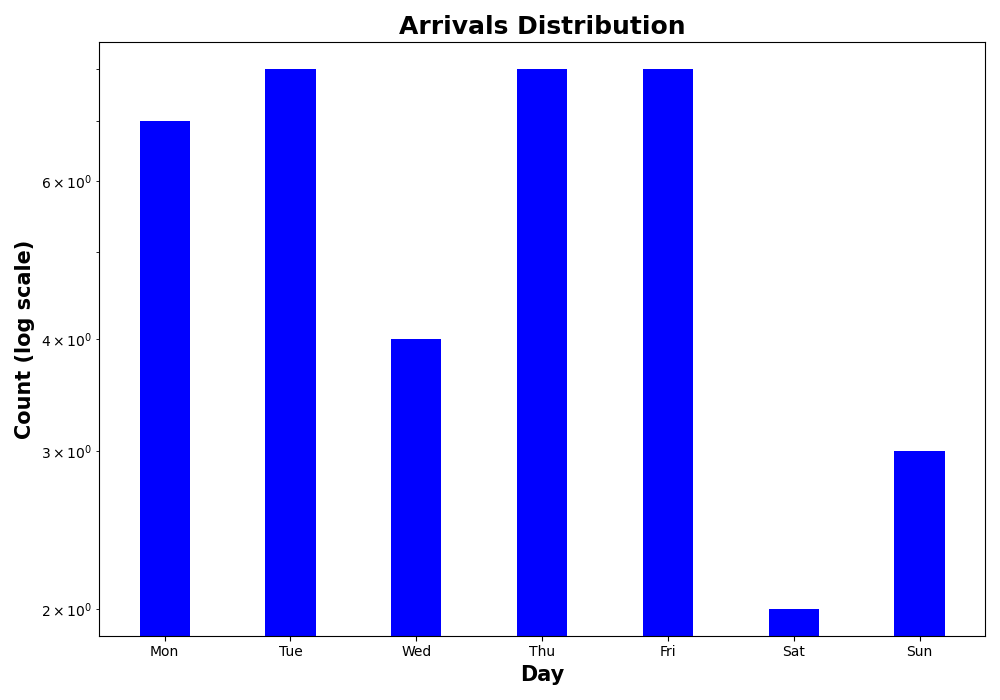 Arrivals Distribution
Count (log scale)
6 × 10⁰
4 × 10⁰
3 × 10⁰
2 × 10⁰
Mon Tue Wed Thu Fri Sat Sun
Day